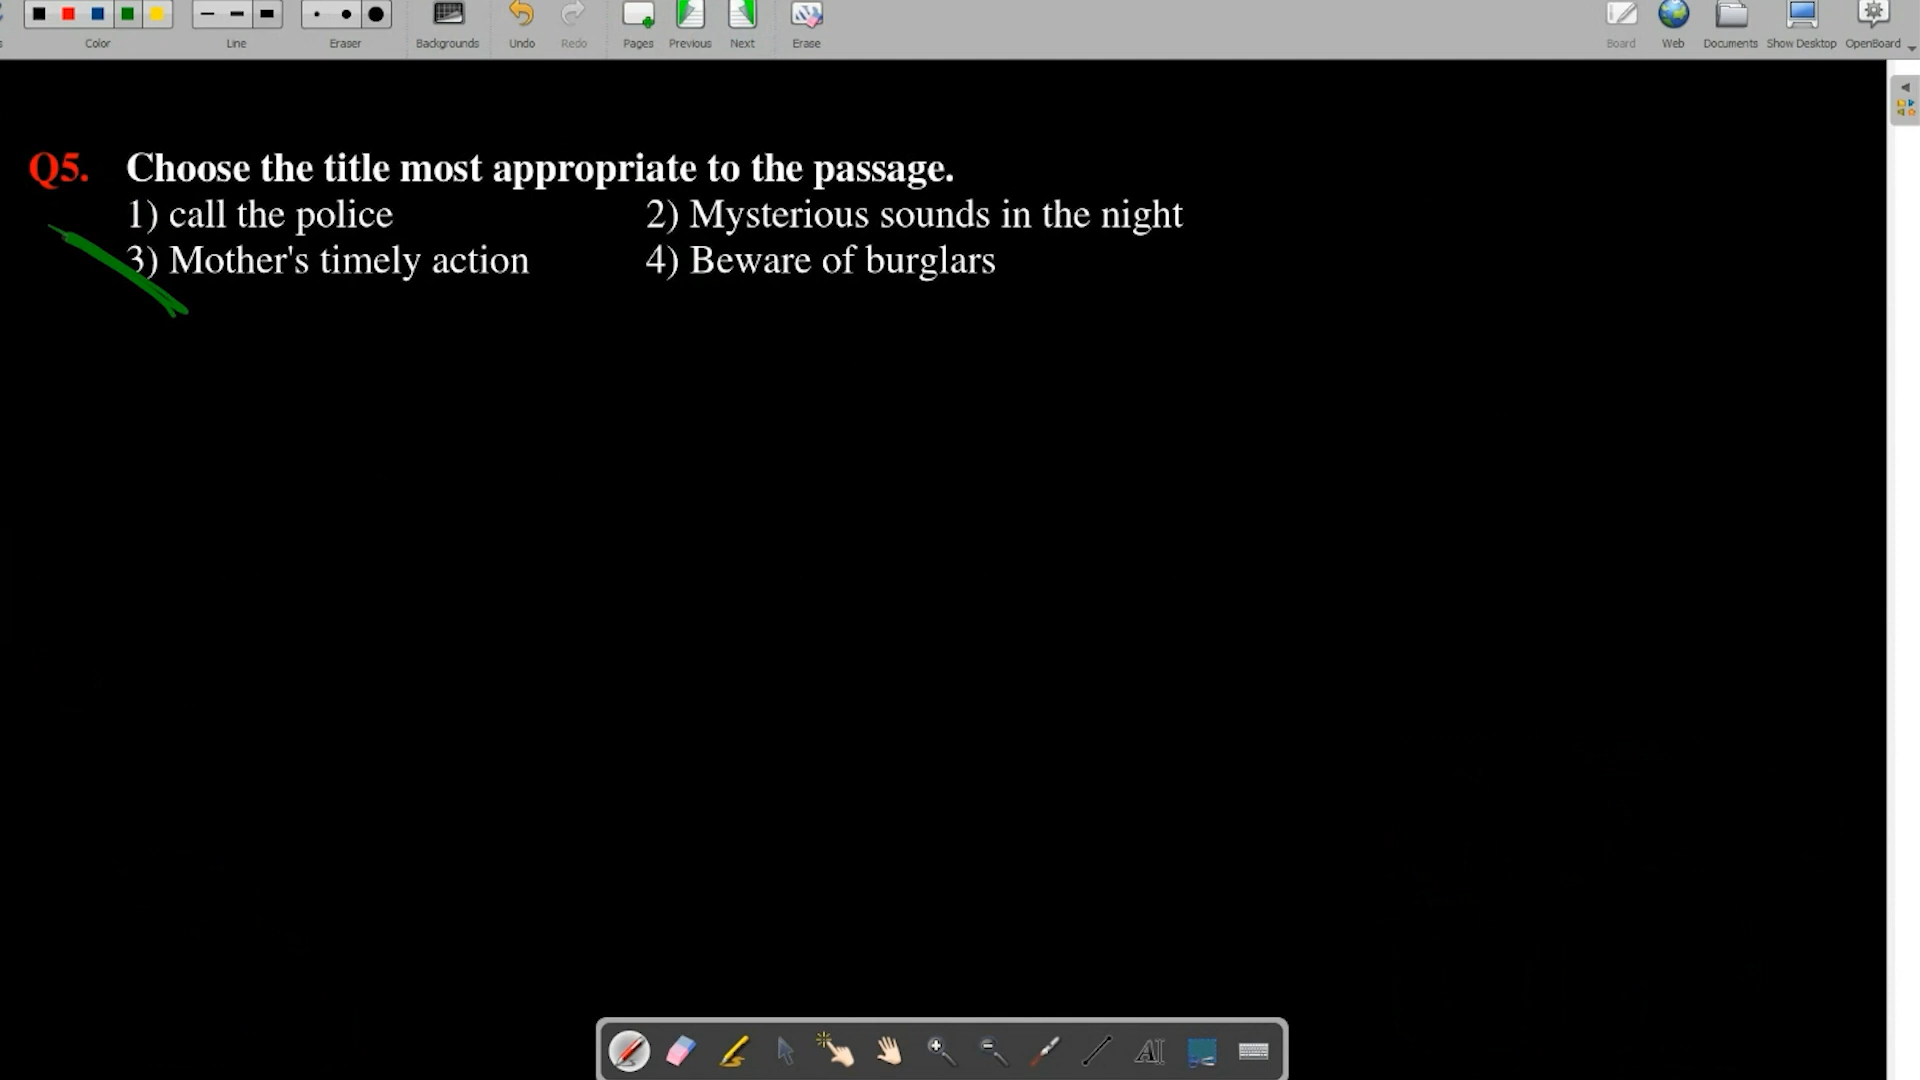 Color Line Eraser Backgrounds Undo Redo Pages Previous Next Erase Board Web Documents Show Desktop OpenBoard
Q5. Choose the title most appropriate to the passage.
1) call the police 2) Mysterious sounds in the night
3) Mother's timely action 4) Beware of burglars